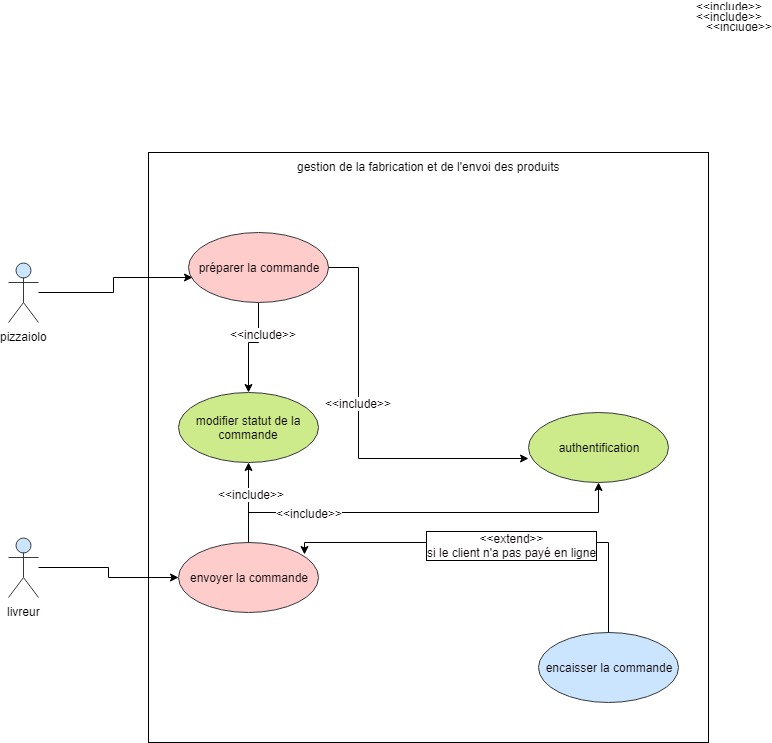 <<include>>
<<include>>
<<include>>
gestion de la fabrication et de l'envoi des produits
préparer la commande
pizzaiolo
<<include>>
<<include>>
modifier statut de la
commande
authentification
<<include>>
<<include>>
<<extend>>
si le client n'a pas payé en ligne
envoyer la commande
livreur
encaisser la commande